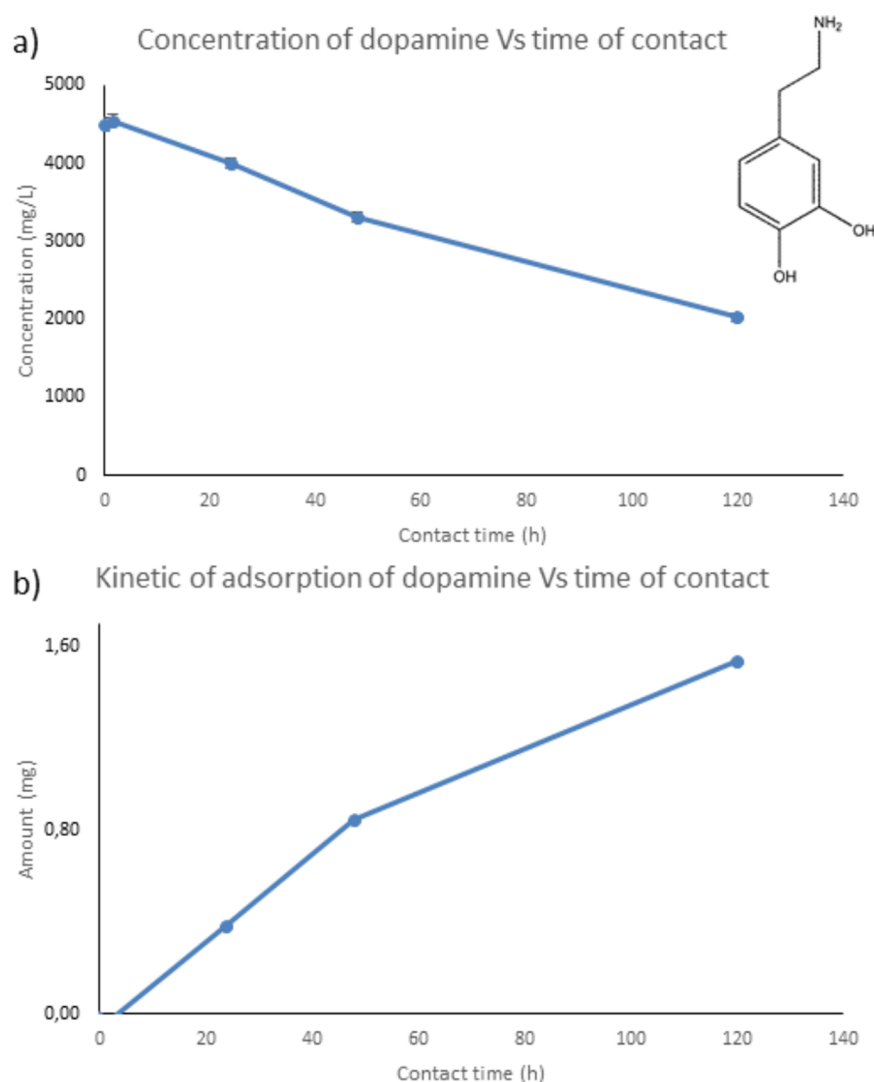 a) Concentration of dopamine Vs time of contact
NH₂
5000
4000
3000
2000
1000
0
Concentration (mg/L)
OH
OH
0 20 40 60 80 100 120 140
Contact time (h)
b) Kinetic of adsorption of dopamine Vs time of contact
1,60
0,80
0,00
Amount (mg)
0 20 40 60 80 100 120 140
Contact time (h)